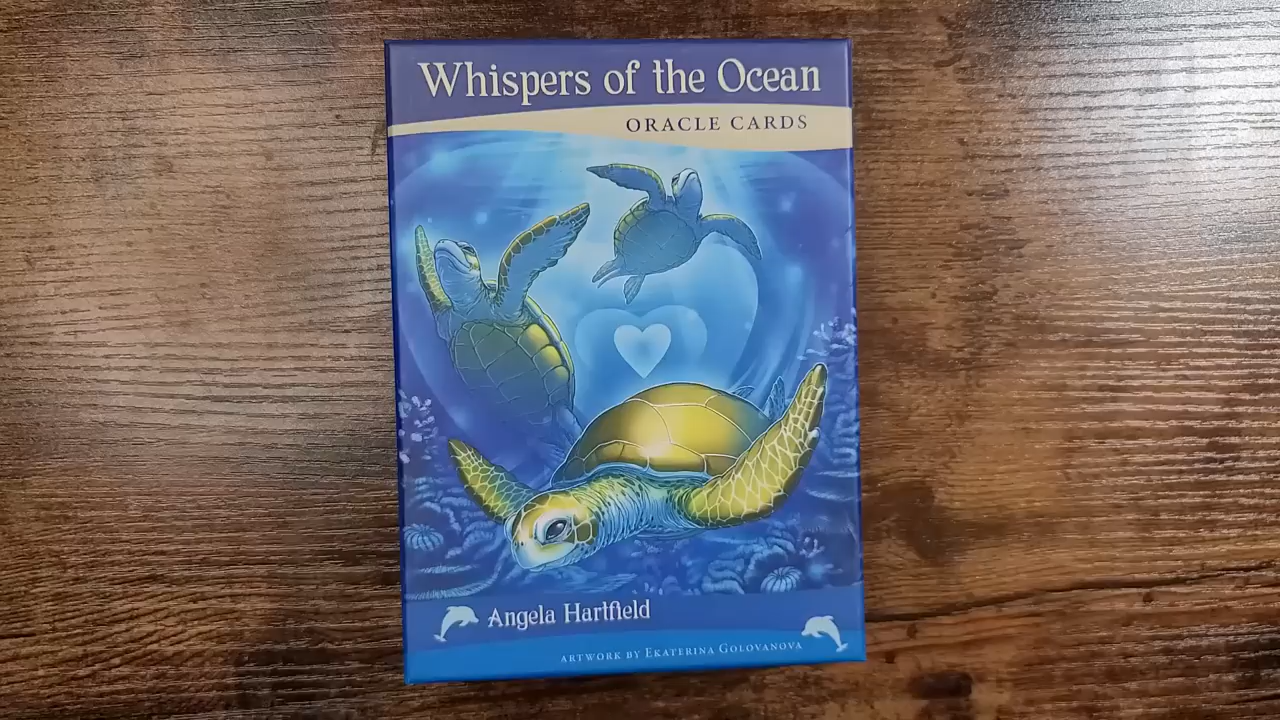 Whispers of the Ocean
ORACLE CARDS
Angela Hartfield
ARTWORK BY EKATERINA GOLOVANOVA